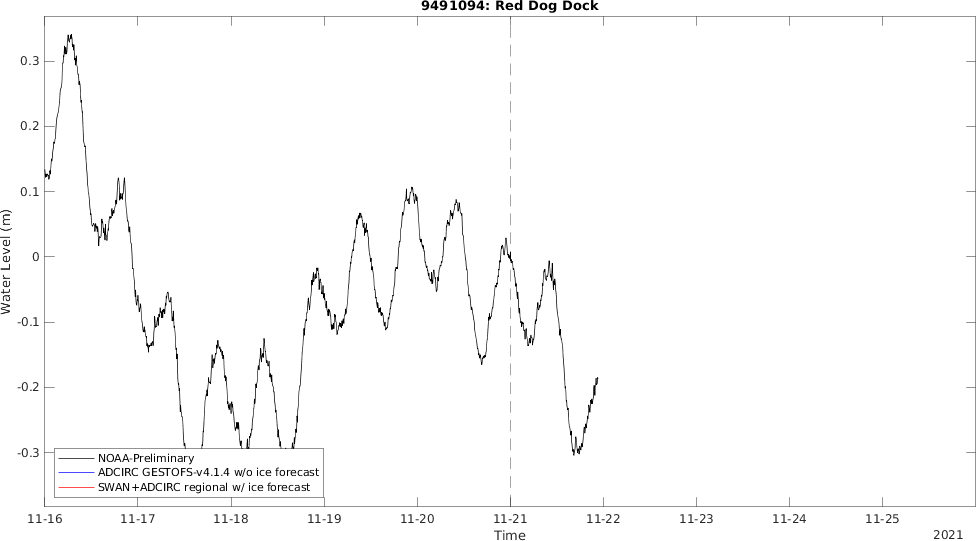 9491094: Red Dog Dock
0.3
0.2
0.1
0
-0.1
-0.2
-0.3
Water Level (m)
NOAA-Preliminary
ADCIRC GESTOFS-v4.1.4 w/o ice forecast
SWAN+ADCIRC regional w/ ice forecast
11-16 11-17 11-18 11-19 11-20 11-21 11-22 11-23 11-24 11-25
Time
2021